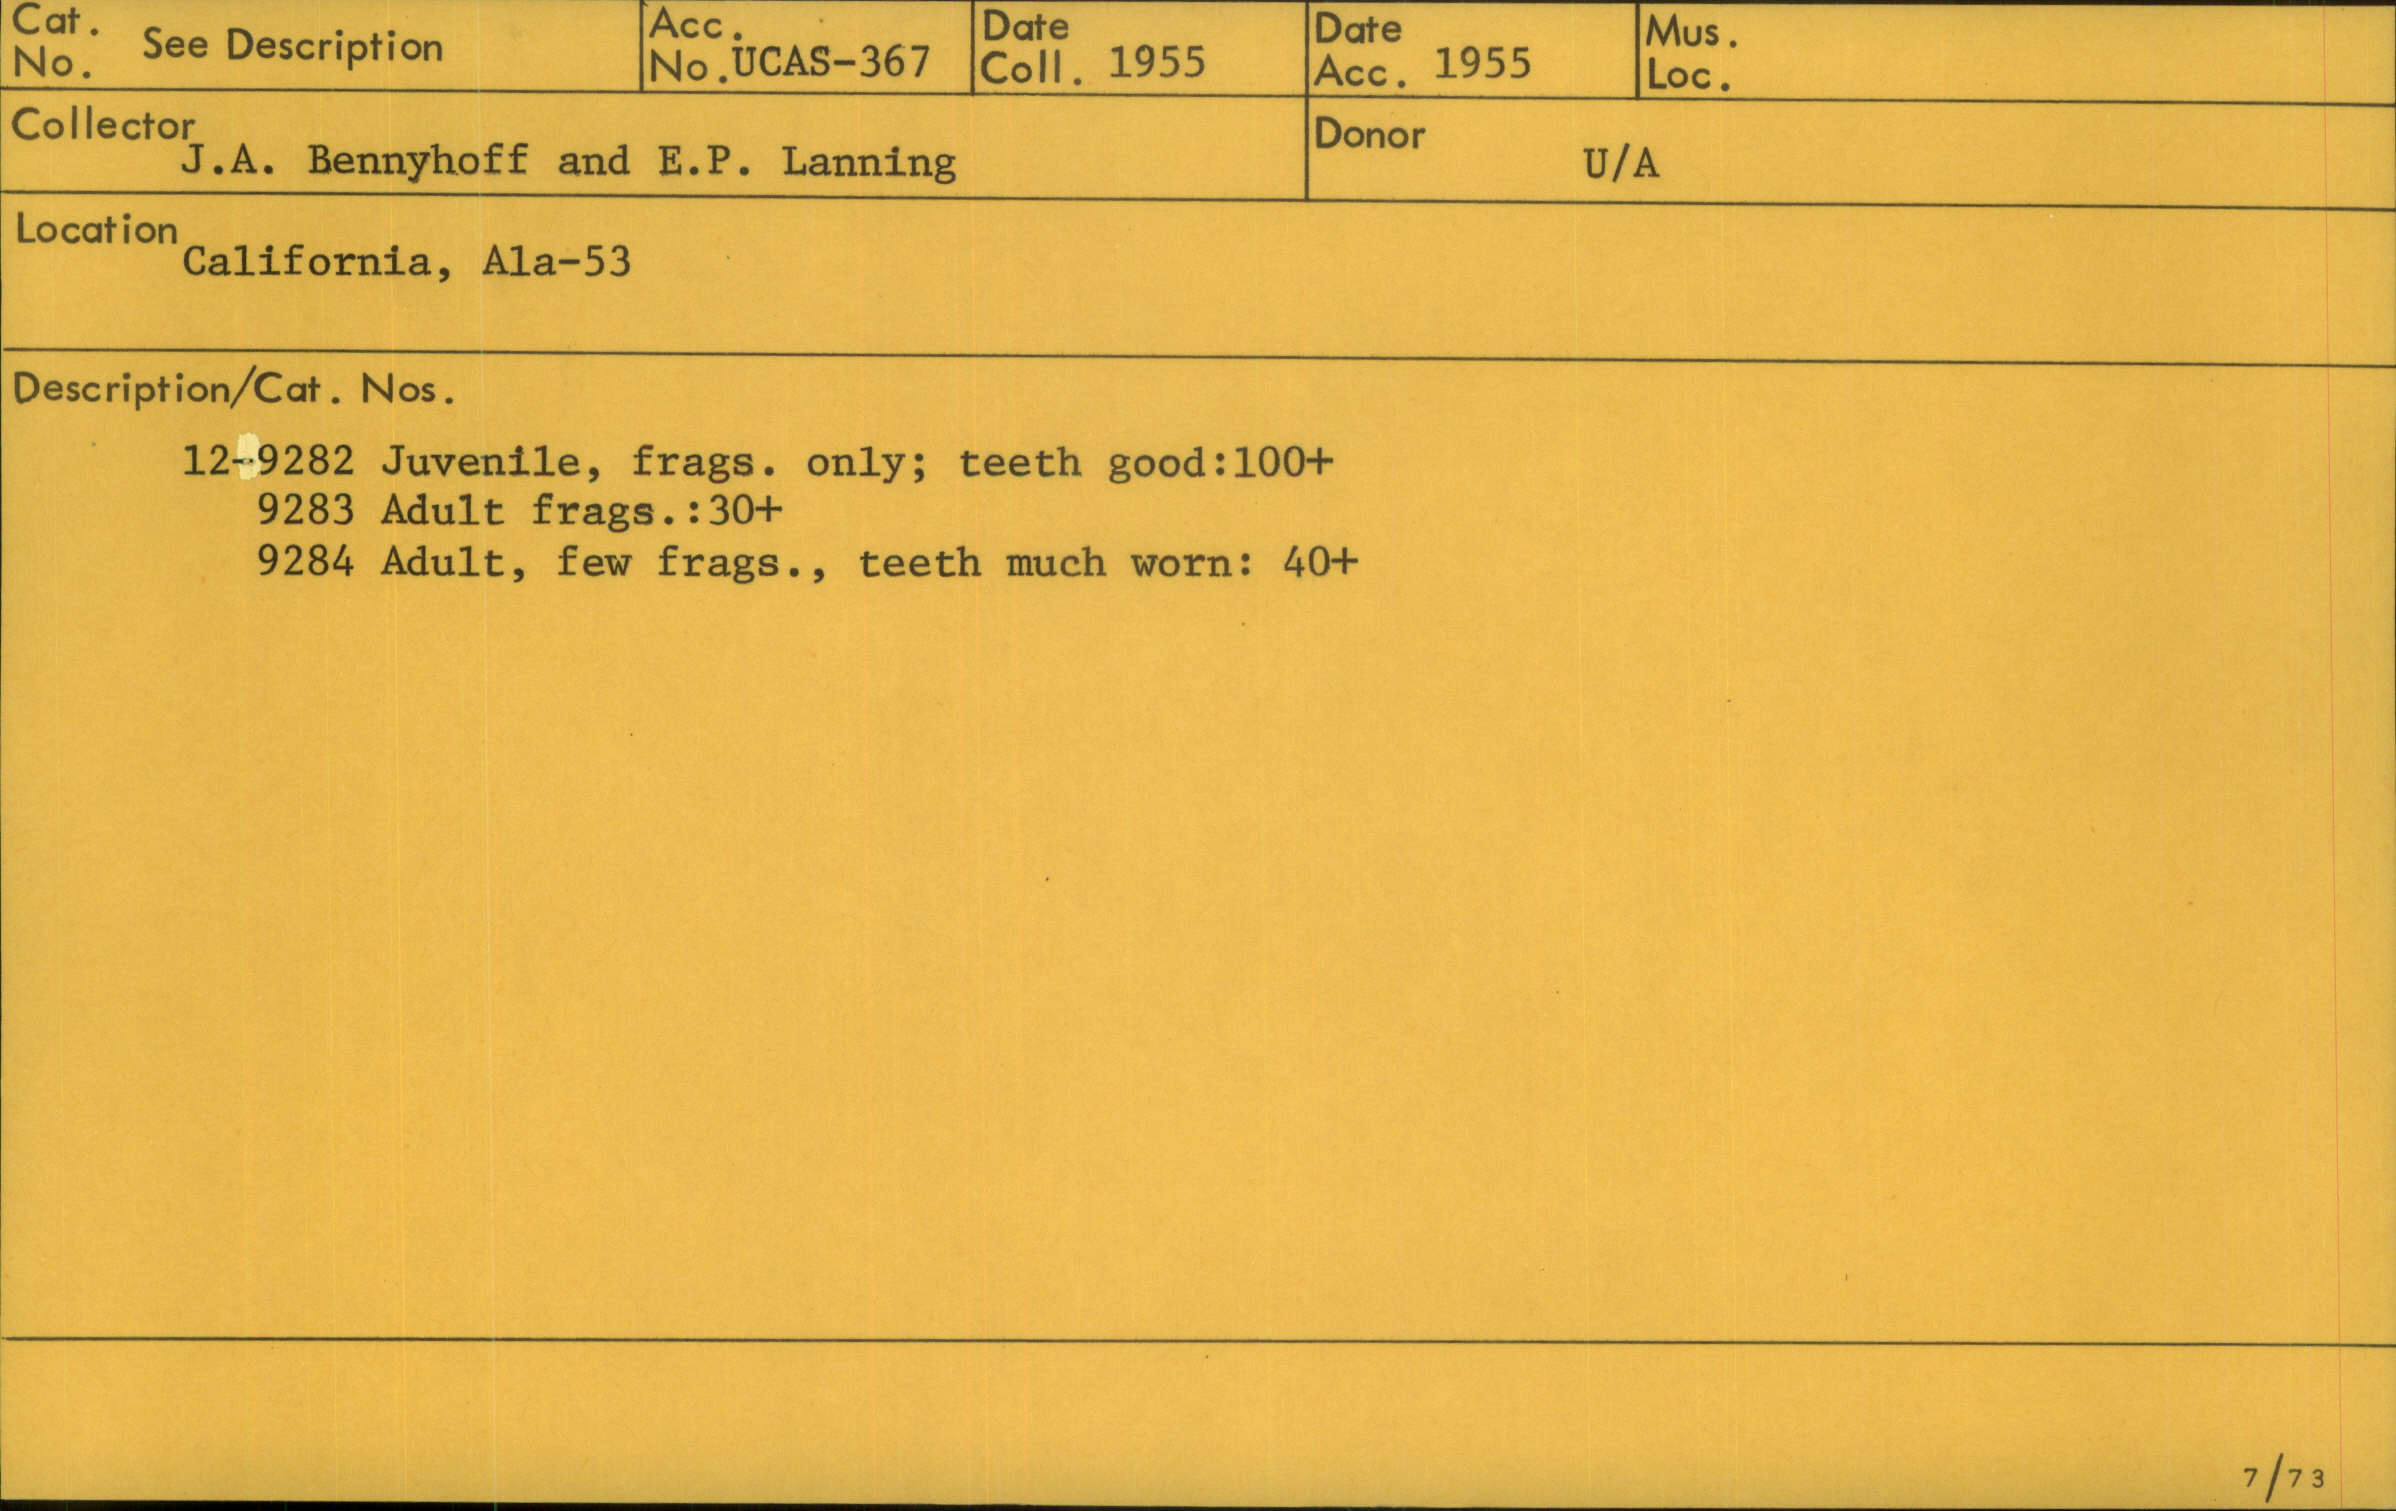 Cat. No. See Description
Acc. No. UCAS-367
Date Coll. 1955
Date Acc. 1955
Mus. Loc.
Collector
J.A. Bennyhoff and E.P. Lanning
Donor
U/A
Location
California, Ala-53
Description/Cat. Nos.
12-9282 Juvenile, frags. only; teeth good:100+
9283 Adult frags.:30+
9284 Adult, few frags., teeth much worn: 40+
7/73